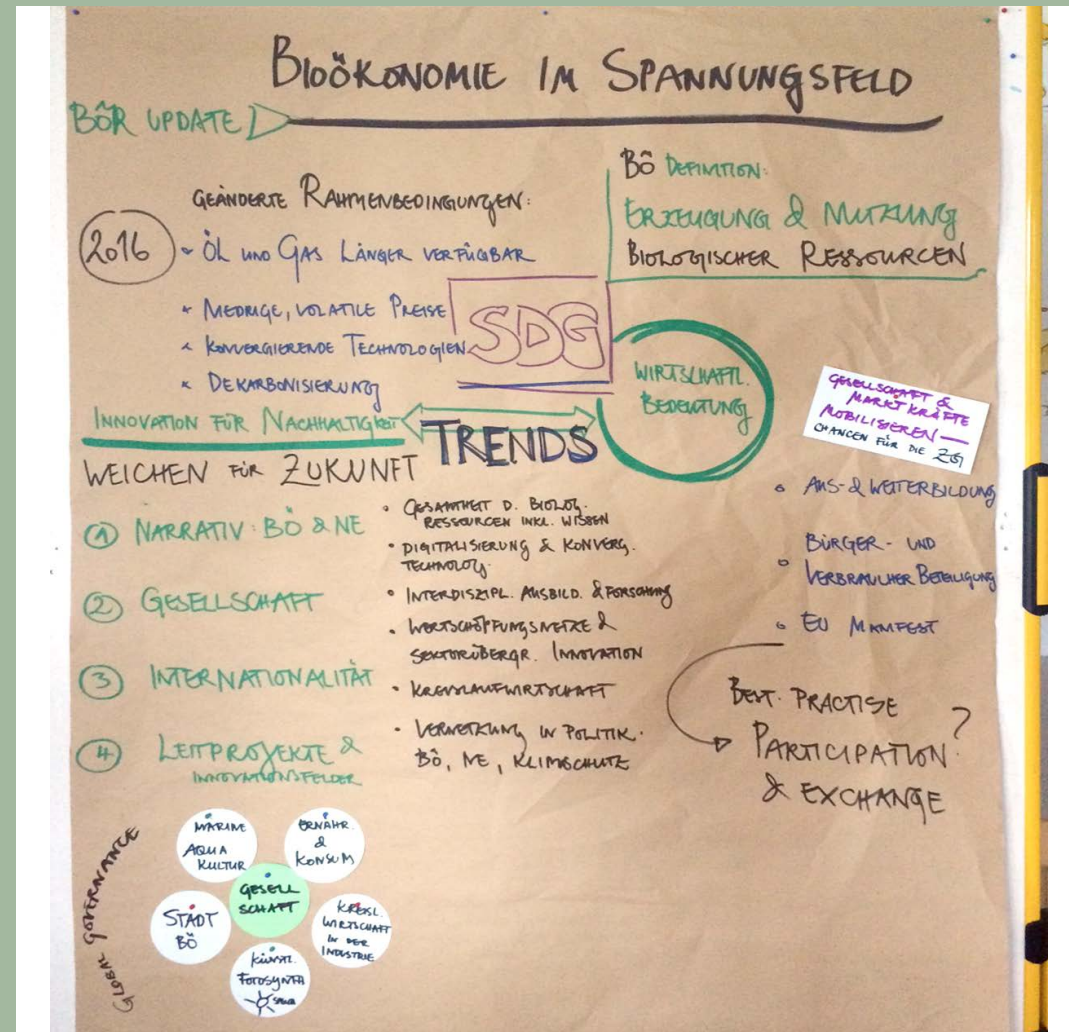 BIOÖKONOMIE IM SPANNUNGSFELD
BÖR UPDATE
BÖ DEFINITION:
ERZEUGUNG & NUTZUNG
BIOLOGISCHER RESSOURCEN
GEÄNDERTE RAHMENBEDINGUNGEN:
2016
ÖL UND GAS LÄNGER VERFÜGBAR
NIEDRIGE, VOLATILE PREISE
KONVERGIERENDE TECHNOLOGIEN
DEKARBONISIERUNG
SDG
WIRTSCHAFTL.
BEDEUTUNG
INNOVATION FÜR NACHHALTIGKEIT
TRENDS
GESELLSCHAFT &
MARKTKRÄFTE
MOBILISIEREN —
CHANCEN FÜR DIE ZG
WEICHEN FÜR ZUKUNFT
1 NARRATIV: BÖ & NE
2 GESELLSCHAFT
3 INTERNATIONALITÄT
4 LEITPROJEKTE &
INNOVATIONSFELDER
• GESAMTHEIT D. BIOLOG.
RESSOURCEN INKL. WISSEN
• DIGITALISIERUNG & KONVERG.
TECHNOLOG.
• INTERDISZIPL. AUSBILD. & FORSCHUNG
• WERTSCHÖPFUNGSNETZE &
SEKTORÜBERGR. INNOVATION
• KREISLAUFWIRTSCHAFT
• VERNETZUNG IN POLITIK.
BÖ, NE, KLIMSCHUTZ
AUS- & WEITERBILDUNG
BÜRGER- UND
VERBRAUCHER BETEILIGUNG
EU MANIFEST
BEST. PRACTISE
PARTICIPATION?
& EXCHANGE
GLOBAL GOVERNANCE
MARINE
AQUA
KULTUR
ERNÄHR.
&
KONSUM
GESELL
SCHAFT
STADT
BÖ
KREISL.
WIRTSCHAFT
IN DER
INDUSTRIE
KÜNSTL.
FOTOSYNTH